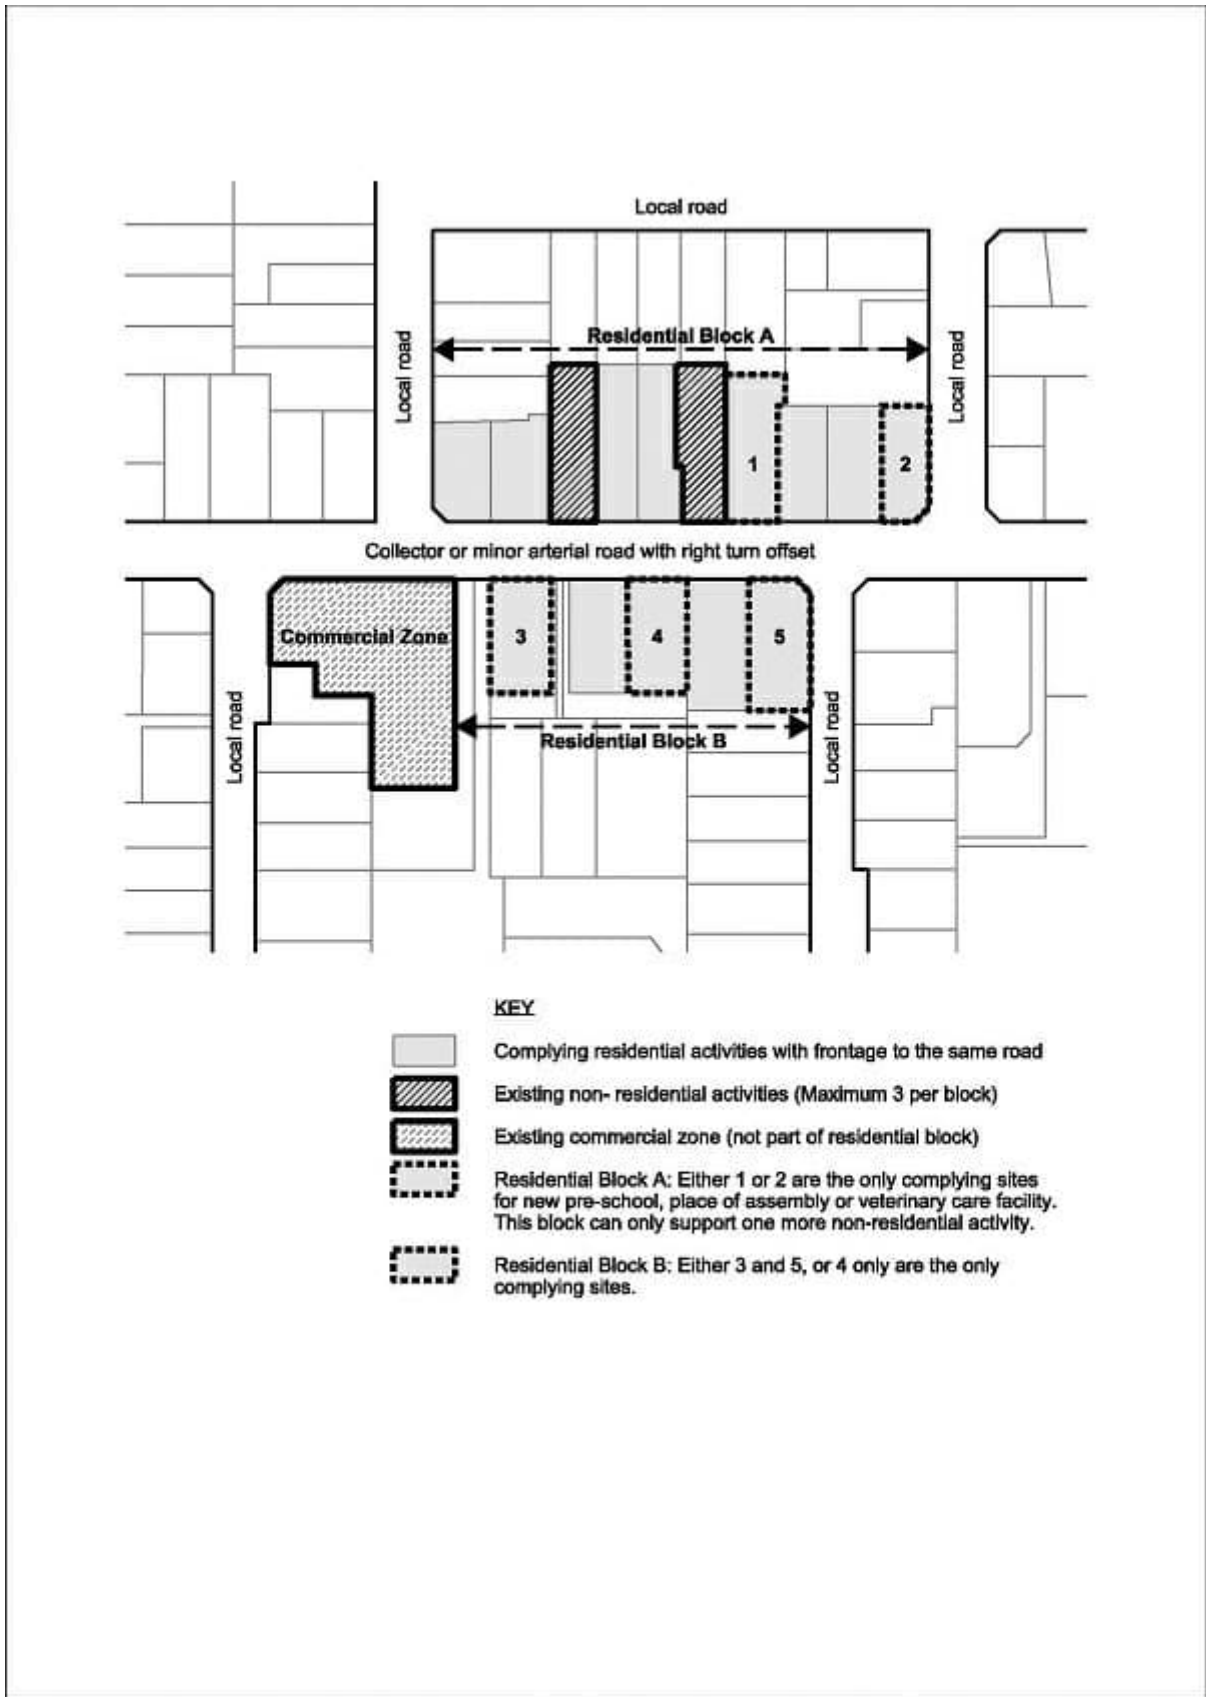 Local road
Local road
Residential Block A
Local road
1
2
Collector or minor arterial road with right turn offset
Commercial Zone
3
4
5
Local road
Residential Block B
Local road
KEY
Complying residential activities with frontage to the same road
Existing non- residential activities (Maximum 3 per block)
Existing commercial zone (not part of residential block)
Residential Block A: Either 1 or 2 are the only complying sites
for new pre-school, place of assembly or veterinary care facility.
This block can only support one more non-residential activity.
Residential Block B: Either 3 and 5, or 4 only are the only
complying sites.